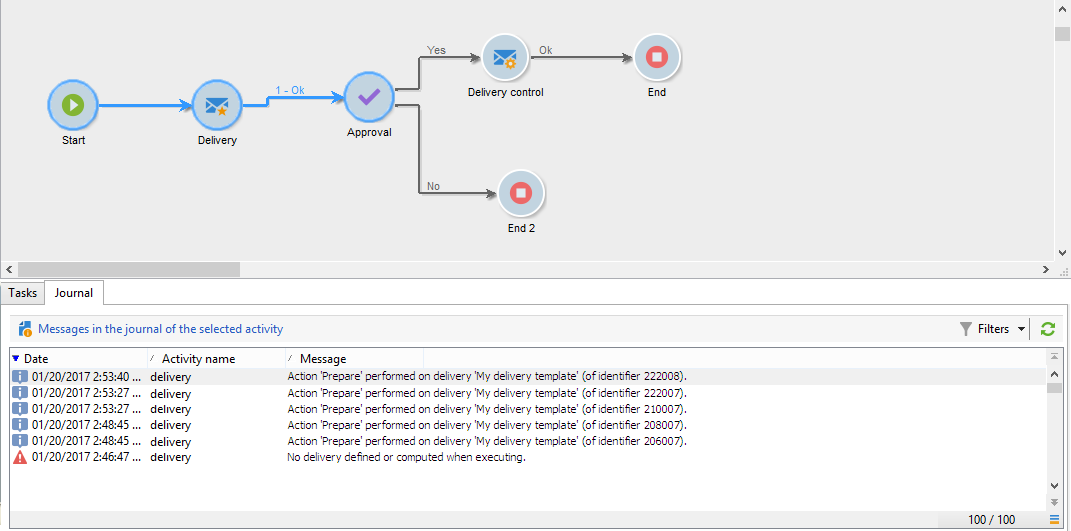 Yes
Ok
1 - Ok
Start
Delivery
Approval
Delivery control
End
No
End 2
Tasks
Journal
Messages in the journal of the selected activity
Filters
Date
Activity name
Message
01/20/2017 2:53:40 ... delivery Action 'Prepare' performed on delivery 'My delivery template' (of identifier 222008).
01/20/2017 2:53:27 ... delivery Action 'Prepare' performed on delivery 'My delivery template' (of identifier 222007).
01/20/2017 2:53:27 ... delivery Action 'Prepare' performed on delivery 'My delivery template' (of identifier 210007).
01/20/2017 2:48:45 ... delivery Action 'Prepare' performed on delivery 'My delivery template' (of identifier 208007).
01/20/2017 2:48:45 ... delivery Action 'Prepare' performed on delivery 'My delivery template' (of identifier 206007).
01/20/2017 2:46:47 ... delivery No delivery defined or computed when executing.
100 / 100